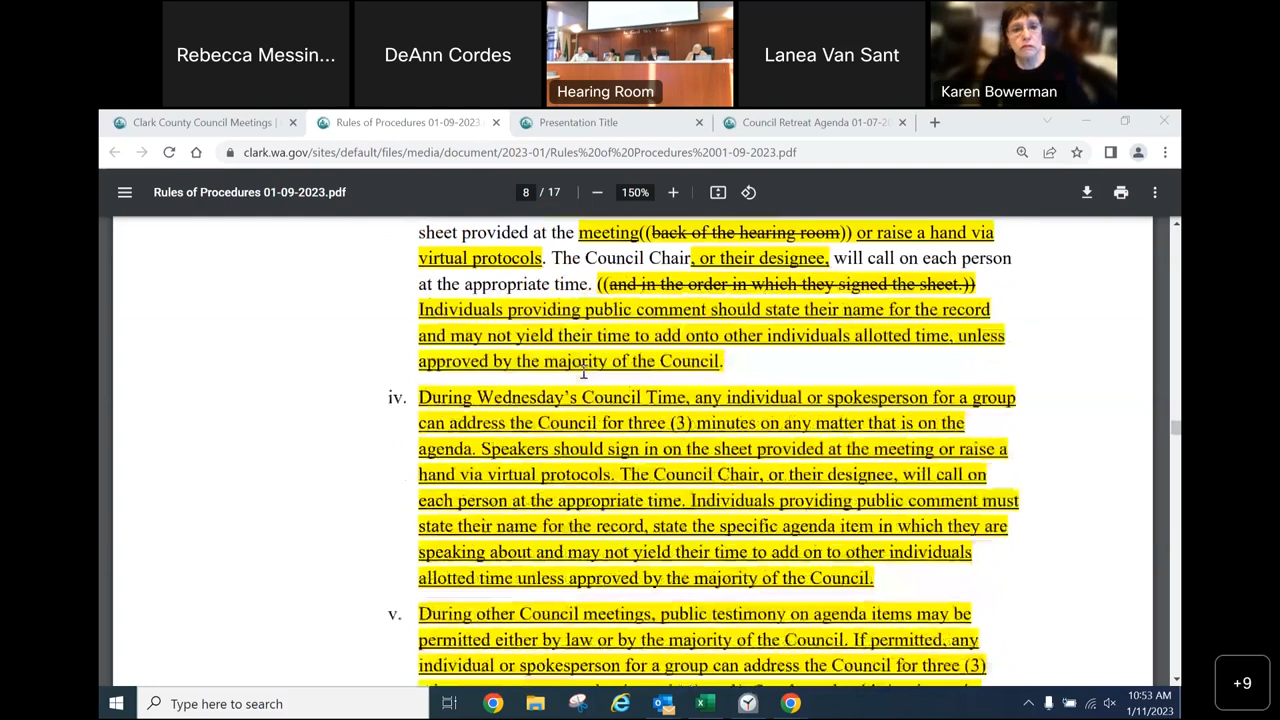 Rebecca Messin...
DeAnn Cordes
Hearing Room
Lanea Van Sant
Karen Bowerman
Clark County Council Meetings |
Rules of Procedures 01-09-2023
Presentation Title
Council Retreat Agenda 01-07-20
clark.wa.gov/sites/default/files/media/document/2023-01/Rules%20of%20Procedures%2001-09-2023.pdf
Rules of Procedures 01-09-2023.pdf
8 / 17
150%
sheet provided at the meeting((back of the hearing room)) or raise a hand via
virtual protocols. The Council Chair, or their designee, will call on each person
at the appropriate time. ((and in the order in which they signed the sheet.))
Individuals providing public comment should state their name for the record
and may not yield their time to add onto other individuals allotted time, unless
approved by the majority of the Council.
iv. During Wednesday’s Council Time, any individual or spokesperson for a group
can address the Council for three (3) minutes on any matter that is on the
agenda. Speakers should sign in on the sheet provided at the meeting or raise a
hand via virtual protocols. The Council Chair, or their designee, will call on
each person at the appropriate time. Individuals providing public comment must
state their name for the record, state the specific agenda item in which they are
speaking about and may not yield their time to add on to other individuals
allotted time unless approved by the majority of the Council.
v. During other Council meetings, public testimony on agenda items may be
permitted either by law or by the majority of the Council. If permitted, any
individual or spokesperson for a group can address the Council for three (3)
Type here to search
10:53 AM
1/11/2023
+9